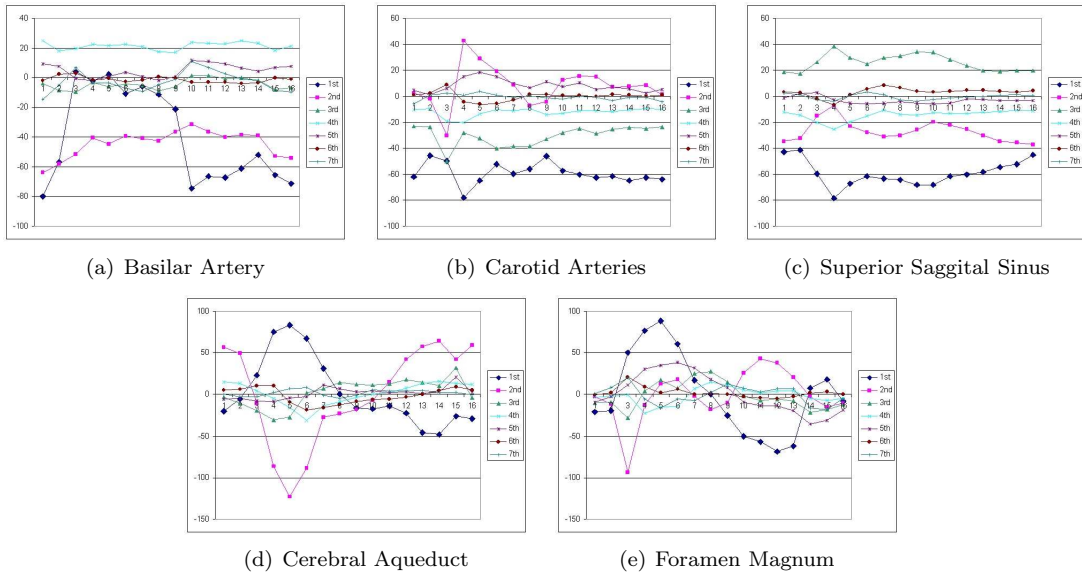 40
20
0
-20
-40
-60
-80
-100
1 2 3 4 5 6 7 8 9 10 11 12 13 14 15 16
1st
2nd
3rd
4th
5th
6th
7th
(a) Basilar Artery
60
40
20
0
-20
-40
-60
-80
-100
1 2 3 4 5 6 7 8 9 10 11 12 13 14 15 16
1st
2nd
3rd
4th
5th
6th
7th
(b) Carotid Arteries
60
40
20
0
-20
-40
-60
-80
-100
1 2 3 4 5 6 7 8 9 10 11 12 13 14 15 16
1st
2nd
3rd
4th
5th
6th
7th
(c) Superior Saggital Sinus
100
50
0
-50
-100
-150
1 2 3 4 5 6 7 8 9 10 11 12 13 14 15 16
1st
2nd
3rd
4th
5th
6th
7th
(d) Cerebral Aqueduct
100
50
0
-50
-100
-150
1 2 3 4 5 6 7 8 9 10 11 12 13 14 15 16
1st
2nd
3rd
4th
5th
6th
7th
(e) Foramen Magnum